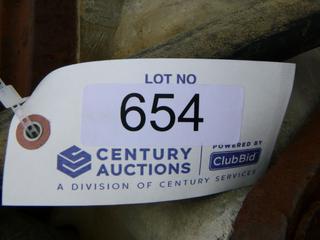 LOT NO
654
CENTURY
AUCTIONS
POWERED BY
ClubBid
A DIVISION OF CENTURY SERVICES